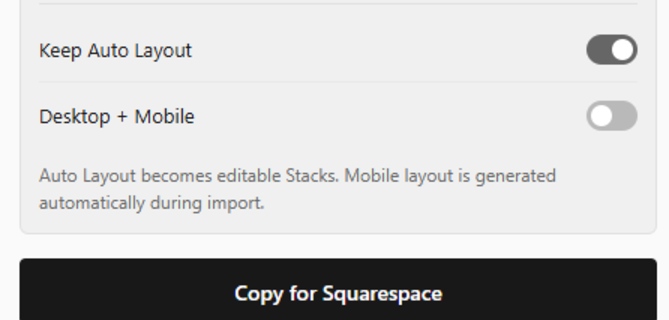 Keep Auto Layout
Desktop + Mobile
Auto Layout becomes editable Stacks. Mobile layout is generated
automatically during import.
Copy for Squarespace